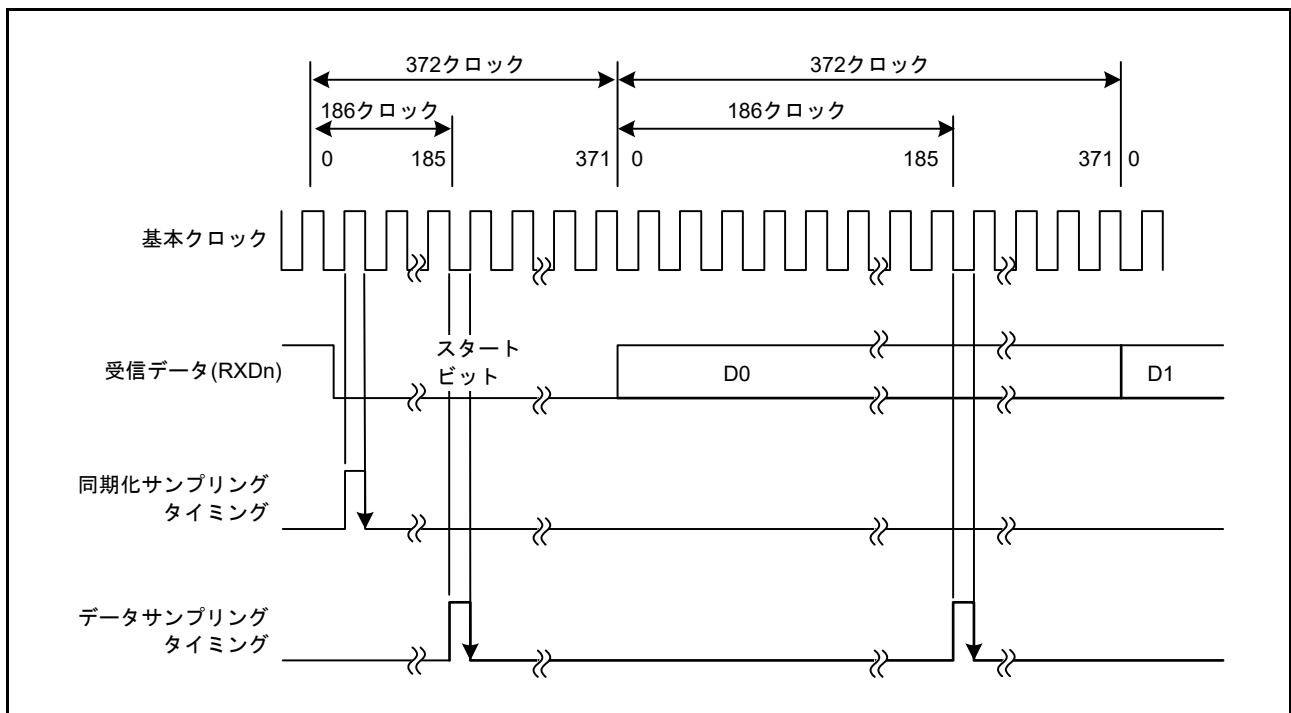 372クロック
372クロック
186クロック
186クロック
0
185
371
0
185
371
0
基本クロック
スタート
ビット
受信データ(RXDn)
D0
D1
同期化サンプリング
タイミング
データサンプリング
タイミング